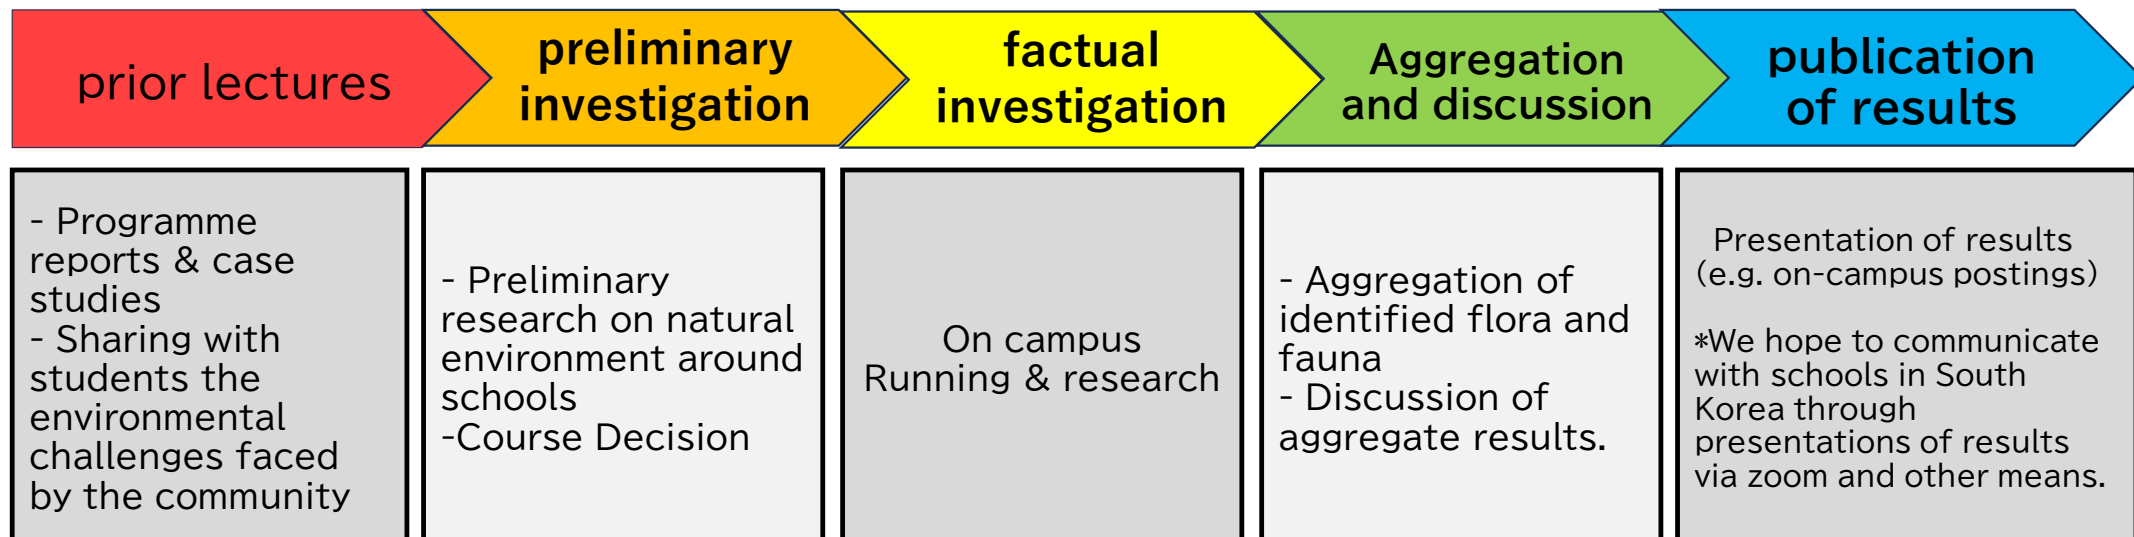 prior lectures
preliminary
investigation
factual
investigation
Aggregation
and discussion
publication
of results
- Programme
reports & case
studies
- Sharing with
students the
environmental
challenges faced
by the community
- Preliminary
research on natural
environment around
schools
-Course Decision
On campus
Running & research
- Aggregation of
identified flora and
fauna
- Discussion of
aggregate results.
Presentation of results
(e.g. on-campus postings)
*We hope to communicate
with schools in South
Korea through
presentations of results
via zoom and other means.